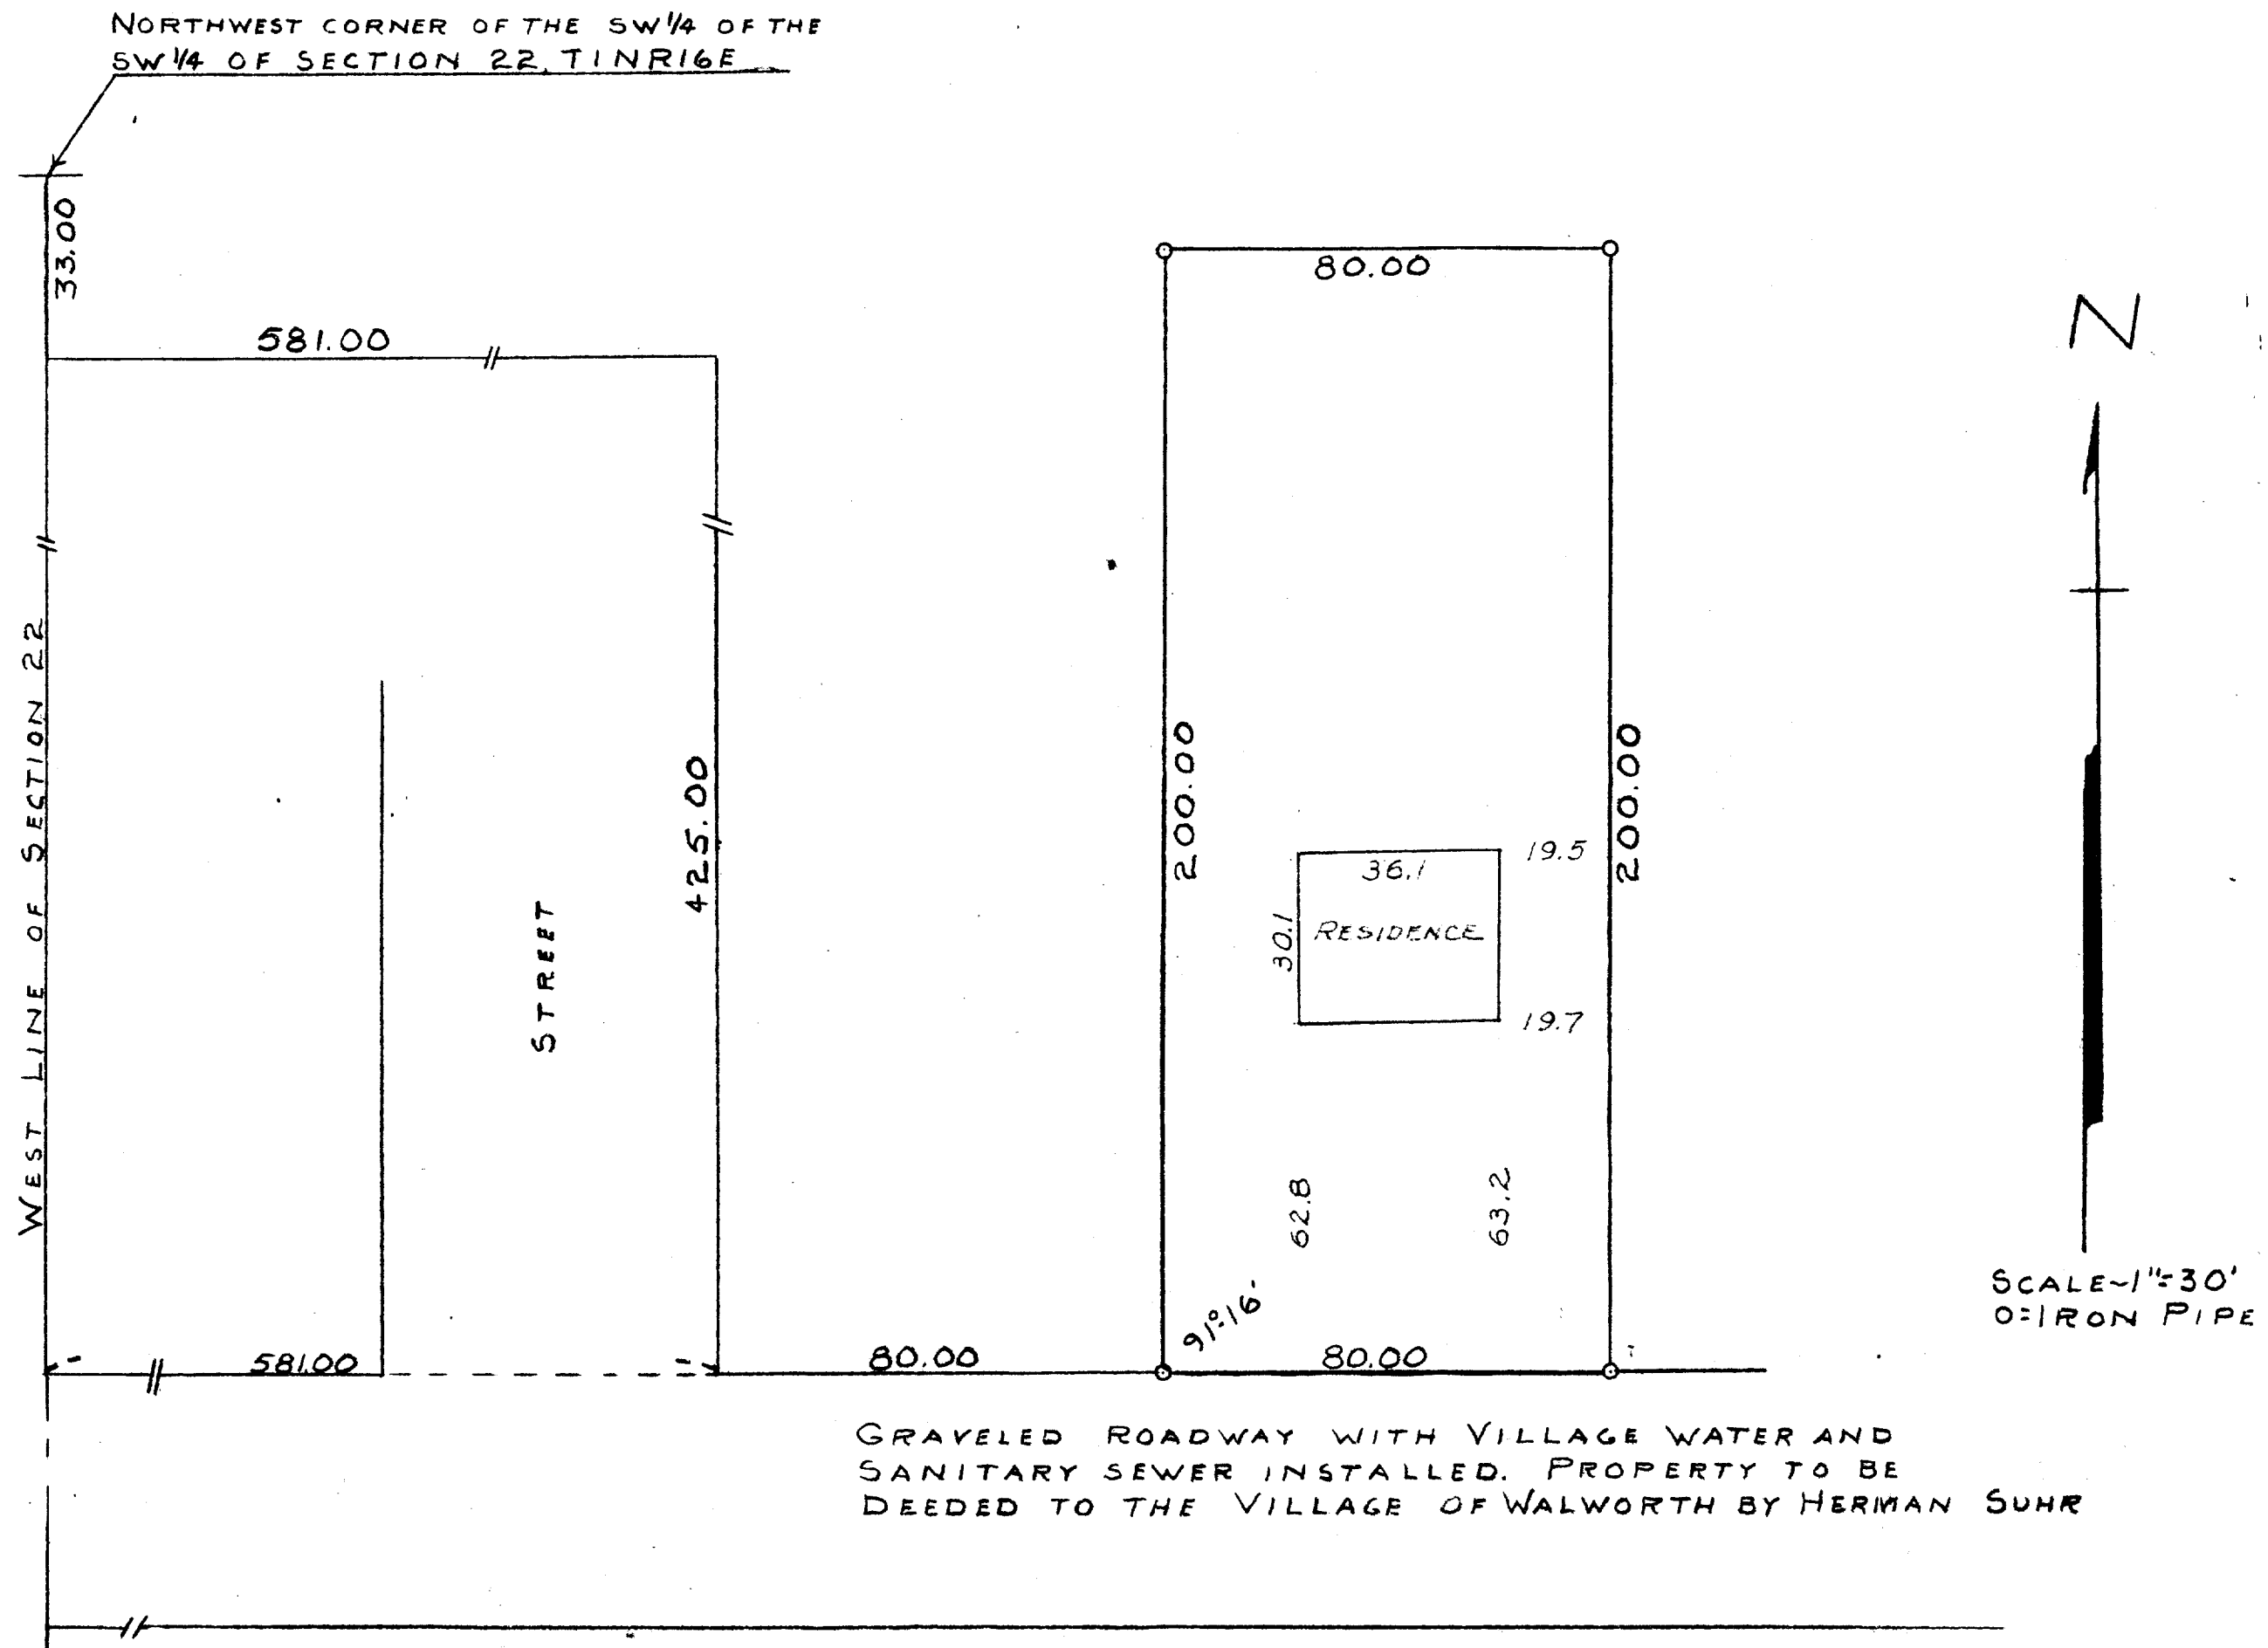 NORTHWEST CORNER OF THE SW 1/4 OF THE
SW 1/4 OF SECTION 22, T1NR16E
33.00
581.00
WEST LINE OF SECTION 22
STREET
425.00
581.00
80.00
80.00
200.00
200.00
36.1
RESIDENCE
30.1
19.5
19.7
62.8
63.2
91°-16'
80.00
N
SCALE~1"=30'
O=IRON PIPE
GRAVELED ROADWAY WITH VILLAGE WATER AND
SANITARY SEWER INSTALLED. PROPERTY TO BE
DEEDED TO THE VILLAGE OF WALWORTH BY HERMAN SUHR